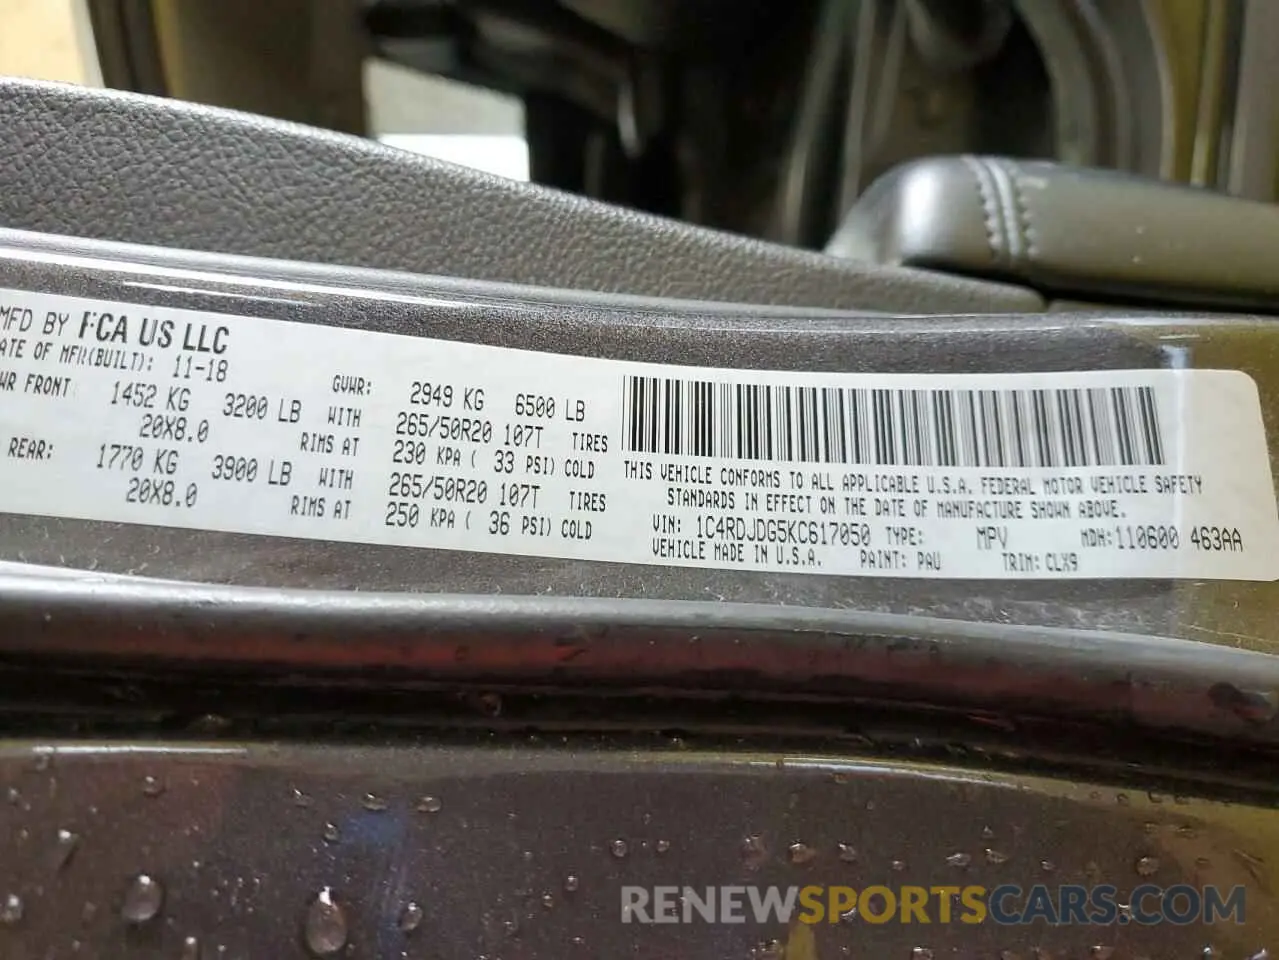 MFD BY FCA US LLC
ATE OF MFR(BUILT): 11-18
GVWR: 2949 KG 6500 LB
WR FRONT 1452 KG 3200 LB WITH 265/50R20 107T TIRES
20X8.0 RIMS AT 230 KPA ( 33 PSI) COLD
REAR: 1770 KG 3900 LB WITH 265/50R20 107T TIRES
20X8.0 RIMS AT 250 KPA ( 36 PSI) COLD
THIS VEHICLE CONFORMS TO ALL APPLICABLE U.S.A. FEDERAL MOTOR VEHICLE SAFETY
STANDARDS IN EFFECT ON THE DATE OF MANUFACTURE SHOWN ABOVE.
VIN: 1C4RDJDG5KC617050 TYPE: MPV MDH:110600 463AA
VEHICLE MADE IN U.S.A. PAINT: PAU TRIM: CLX9
RENEWSPORTSCARS.COM